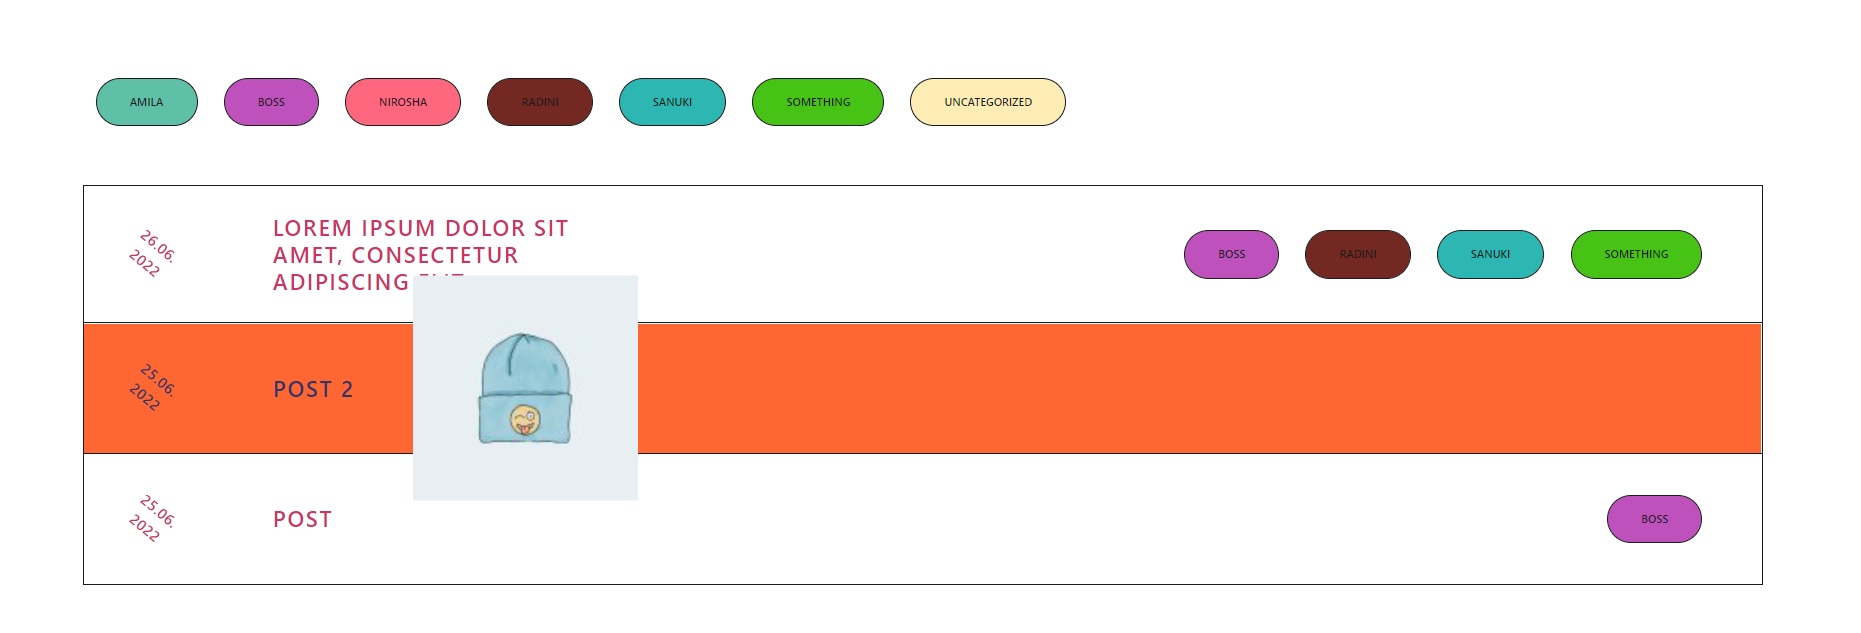 AMILA BOSS NIROSHA RADINI SANUKI SOMETHING UNCATEGORIZED
26.06.
2022
LOREM IPSUM DOLOR SIT
AMET, CONSECTETUR
ADIPISCING
BOSS RADINI SANUKI SOMETHING
25.06.
2022
POST 2
25.06.
2022
POST
BOSS